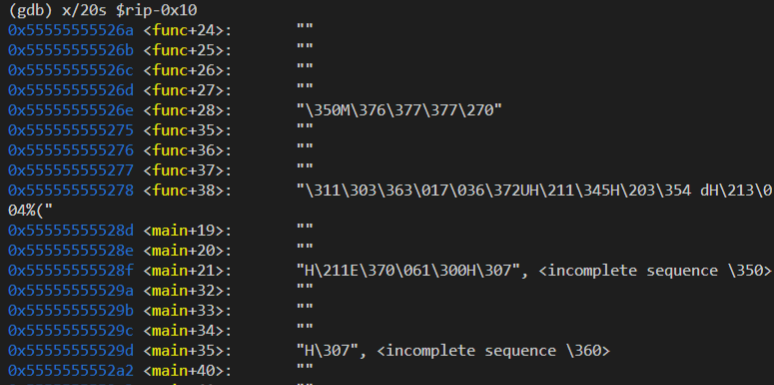 (gdb) x/20s $rip-0x10
0x55555555526a <func+24>:       ""
0x55555555526b <func+25>:       ""
0x55555555526c <func+26>:       ""
0x55555555526d <func+27>:       ""
0x55555555526e <func+28>:       "\350M\376\377\377\270"
0x555555555275 <func+35>:       ""
0x555555555276 <func+36>:       ""
0x555555555277 <func+37>:       ""
0x555555555278 <func+38>:       "\311\303\363\017\036\372UH\211\345H\203\354 dH\213\0
04%("
0x55555555528d <main+19>:       ""
0x55555555528e <main+20>:       ""
0x55555555528f <main+21>:       "H\211E\370\061\300H\307", <incomplete sequence \350>
0x55555555529a <main+32>:       ""
0x55555555529b <main+33>:       ""
0x55555555529c <main+34>:       ""
0x55555555529d <main+35>:       "H\307", <incomplete sequence \360>
0x5555555552a2 <main+40>:       ""